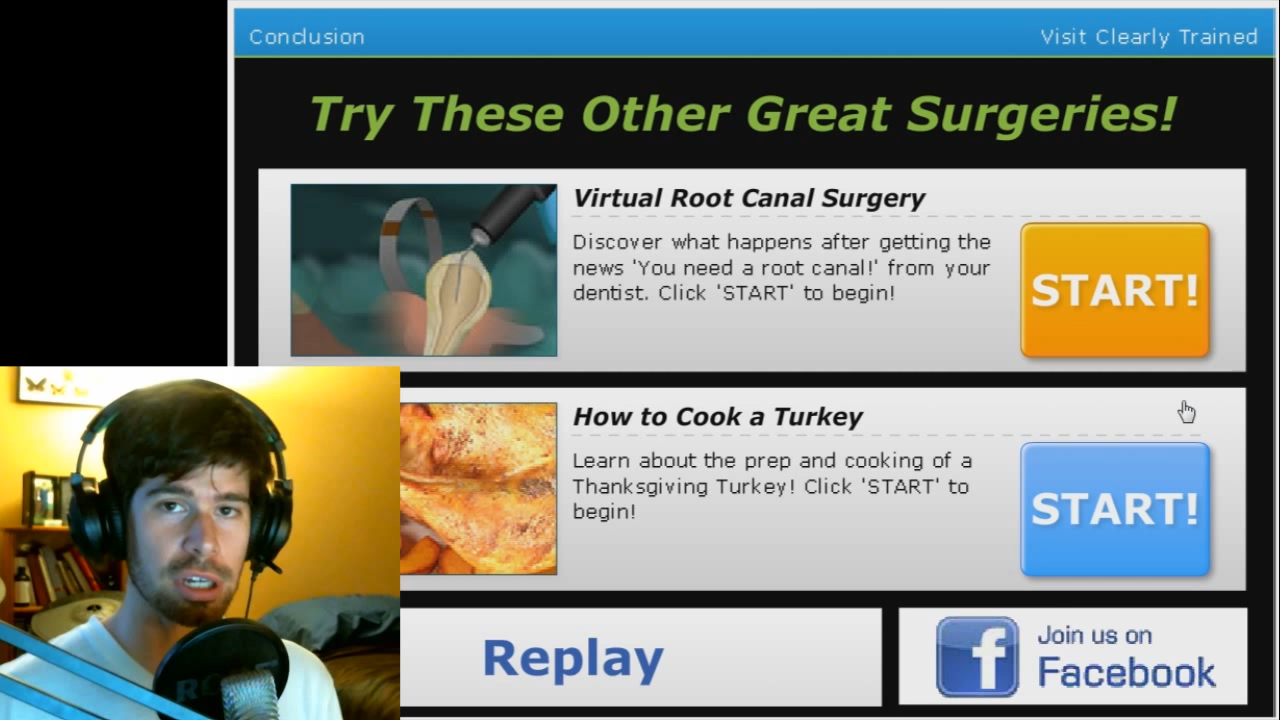 Conclusion
Visit Clearly Trained
Try These Other Great Surgeries!
Virtual Root Canal Surgery
Discover what happens after getting the
news 'You need a root canal!' from your
dentist. Click 'START' to begin!
START!
How to Cook a Turkey
Learn about the prep and cooking of a
Thanksgiving Turkey! Click 'START' to
begin!
START!
Replay
f
Join us on
Facebook